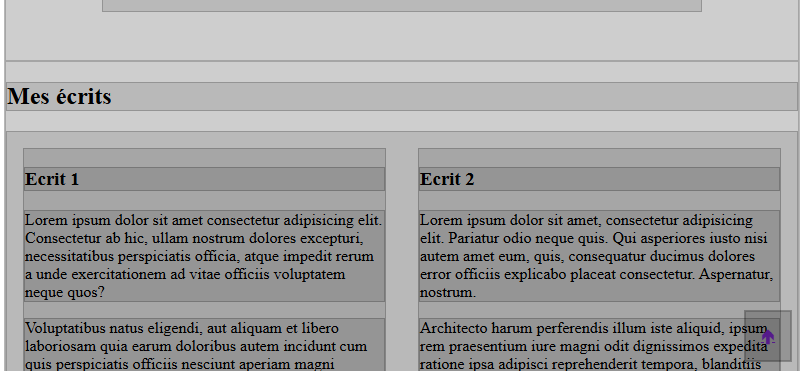 Mes écrits
Ecrit 1
Lorem ipsum dolor sit amet consectetur adipisicing elit.
Consectetur ab hic, ullam nostrum dolores excepturi,
necessitatibus perspiciatis officia, atque impedit rerum
a unde exercitationem ad vitae officiis voluptatem
neque quos?
Voluptatibus natus eligendi, aut aliquam et libero
laboriosam quia earum doloribus autem incidunt cum
quis perspiciatis officiis nesciunt aperiam magni
Ecrit 2
Lorem ipsum dolor sit amet, consectetur adipisicing
elit. Pariatur odio neque quis. Qui asperiores iusto nisi
autem amet eum, quis, consequatur ducimus dolores
error officiis explicabo placeat consectetur. Aspernatur,
nostrum.
Architecto harum perferendis illum iste aliquid, ipsum
rem praesentium iure magni odit dignissimos expedita
ratione ipsa adipisci reprehenderit tempora, blanditiis